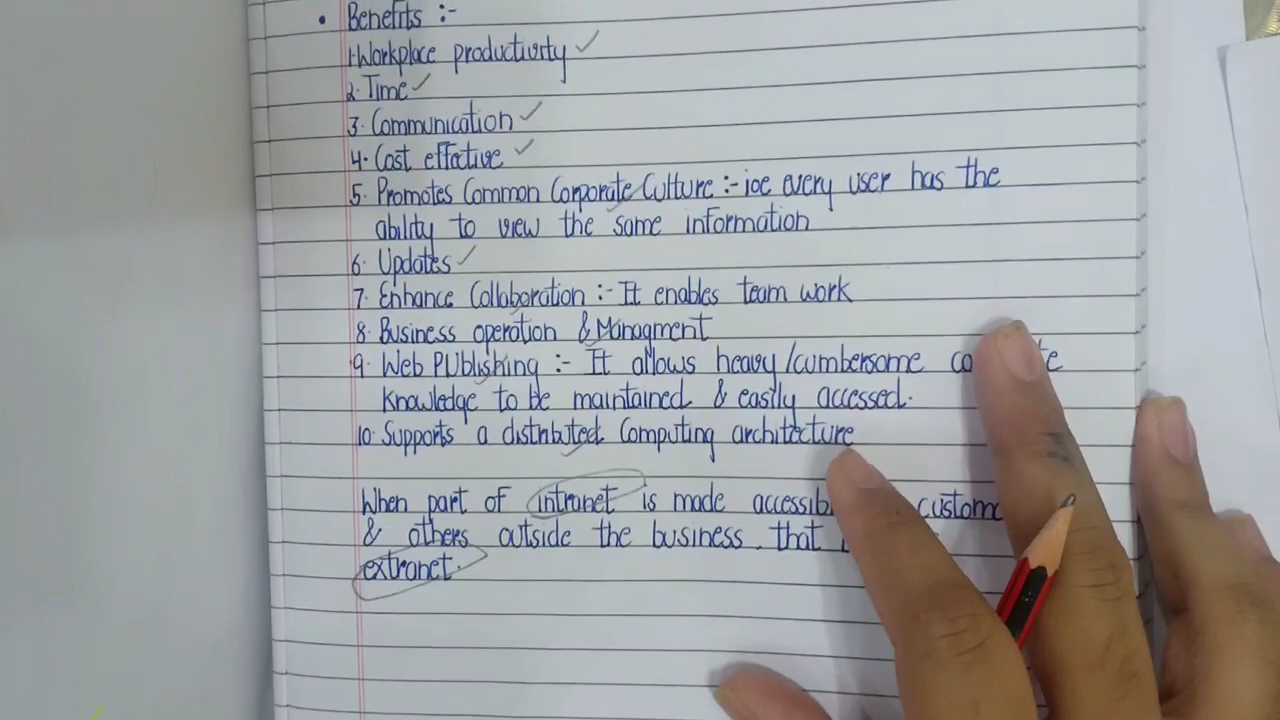 • Benefits :-
1. Workplace productivity ✓
2. Time ✓
3. Communication ✓
4. Cost effective ✓
5. Promotes Common Corporate Culture :- ioe every user has the
ability to view the same information
6. Updates ✓
7. Enhance Collaboration :- It enables team work
8. Business operation & Managment
9. Web PUblishing :- It allows heavy/cumbersome
knowledge to be maintained & easily accessed.
10. Supports a distributed Computing architecture
When part of intranet is made
& others outside the business, that
extranet.